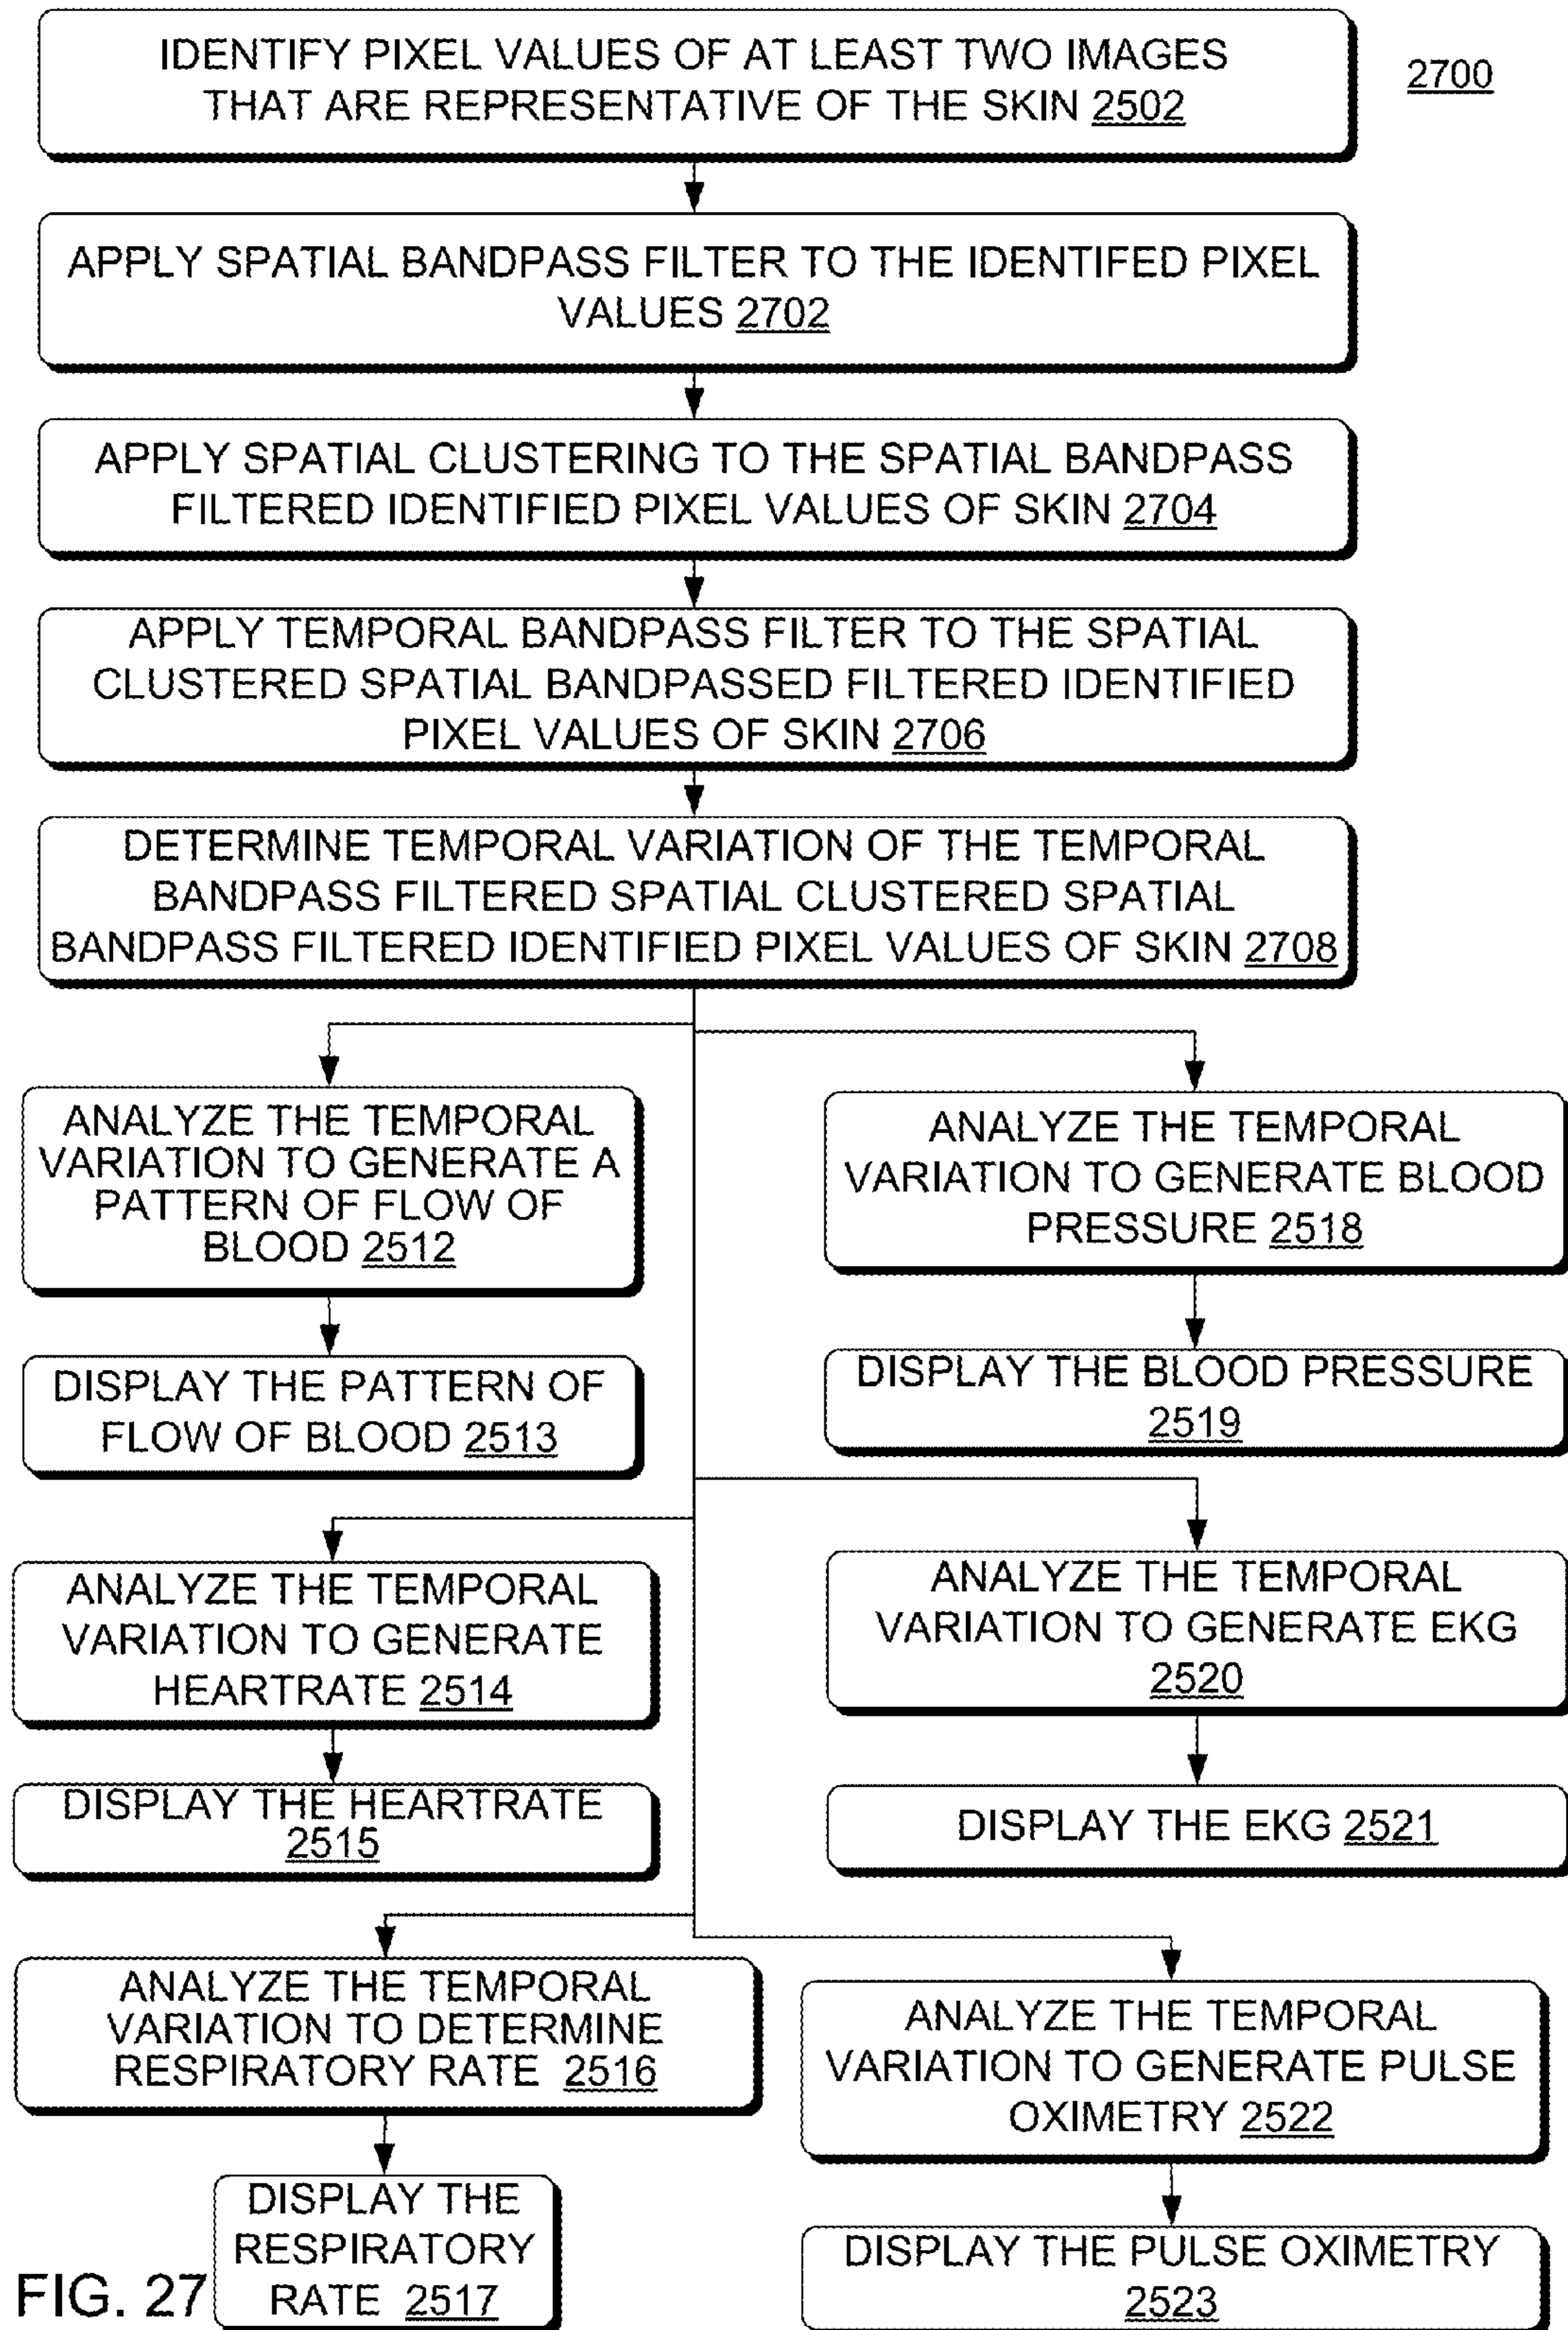 IDENTIFY PIXEL VALUES OF AT LEAST TWO IMAGES
THAT ARE REPRESENTATIVE OF THE SKIN 2502
2700
APPLY SPATIAL BANDPASS FILTER TO THE IDENTIFED PIXEL
VALUES 2702
APPLY SPATIAL CLUSTERING TO THE SPATIAL BANDPASS
FILTERED IDENTIFIED PIXEL VALUES OF SKIN 2704
APPLY TEMPORAL BANDPASS FILTER TO THE SPATIAL
CLUSTERED SPATIAL BANDPASSED FILTERED IDENTIFIED
PIXEL VALUES OF SKIN 2706
DETERMINE TEMPORAL VARIATION OF THE TEMPORAL
BANDPASS FILTERED SPATIAL CLUSTERED SPATIAL
BANDPASS FILTERED IDENTIFIED PIXEL VALUES OF SKIN 2708
ANALYZE THE TEMPORAL
VARIATION TO GENERATE A
PATTERN OF FLOW OF
BLOOD 2512
ANALYZE THE TEMPORAL
VARIATION TO GENERATE BLOOD
PRESSURE 2518
DISPLAY THE PATTERN OF
FLOW OF BLOOD 2513
DISPLAY THE BLOOD PRESSURE
2519
ANALYZE THE TEMPORAL
VARIATION TO GENERATE
HEARTRATE 2514
ANALYZE THE TEMPORAL
VARIATION TO GENERATE EKG
2520
DISPLAY THE HEARTRATE
2515
DISPLAY THE EKG 2521
ANALYZE THE TEMPORAL
VARIATION TO DETERMINE
RESPIRATORY RATE 2516
ANALYZE THE TEMPORAL
VARIATION TO GENERATE PULSE
OXIMETRY 2522
DISPLAY THE
RESPIRATORY
RATE 2517
DISPLAY THE PULSE OXIMETRY
2523
FIG. 27